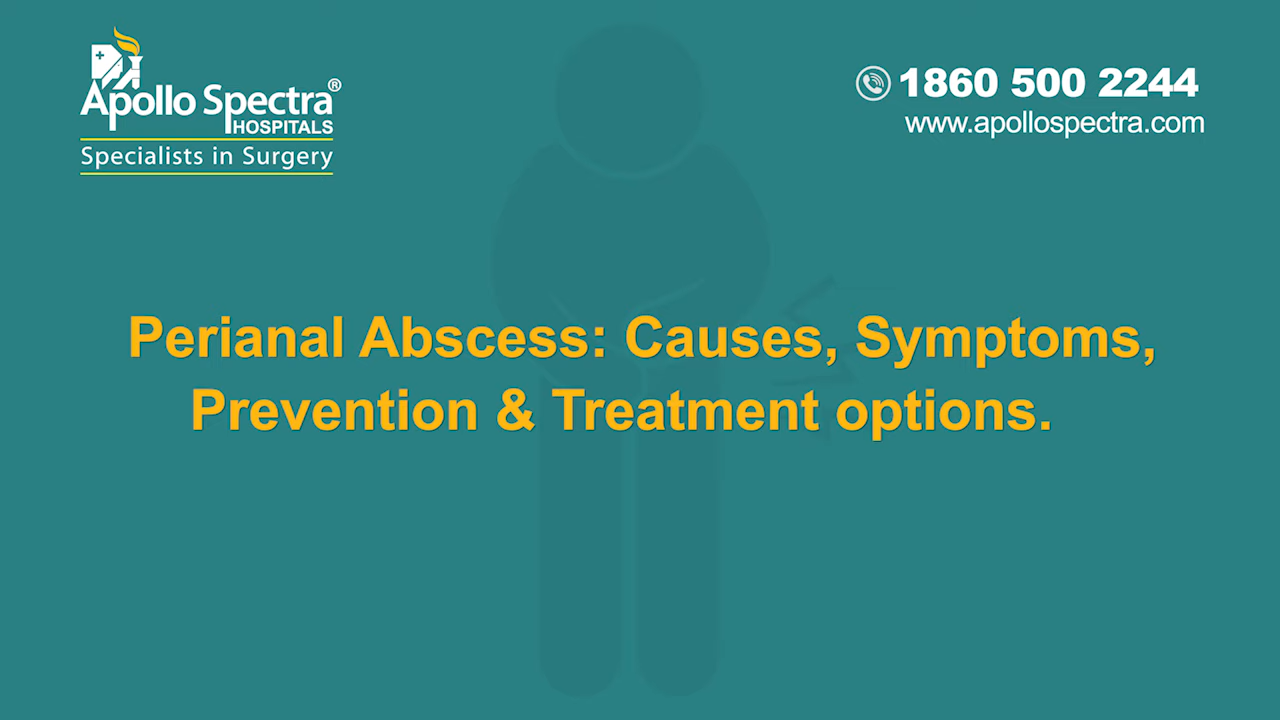 Apollo Spectra®
HOSPITALS
Specialists in Surgery
1860 500 2244
www.apollospectra.com
Perianal Abscess: Causes, Symptoms,
Prevention & Treatment options.